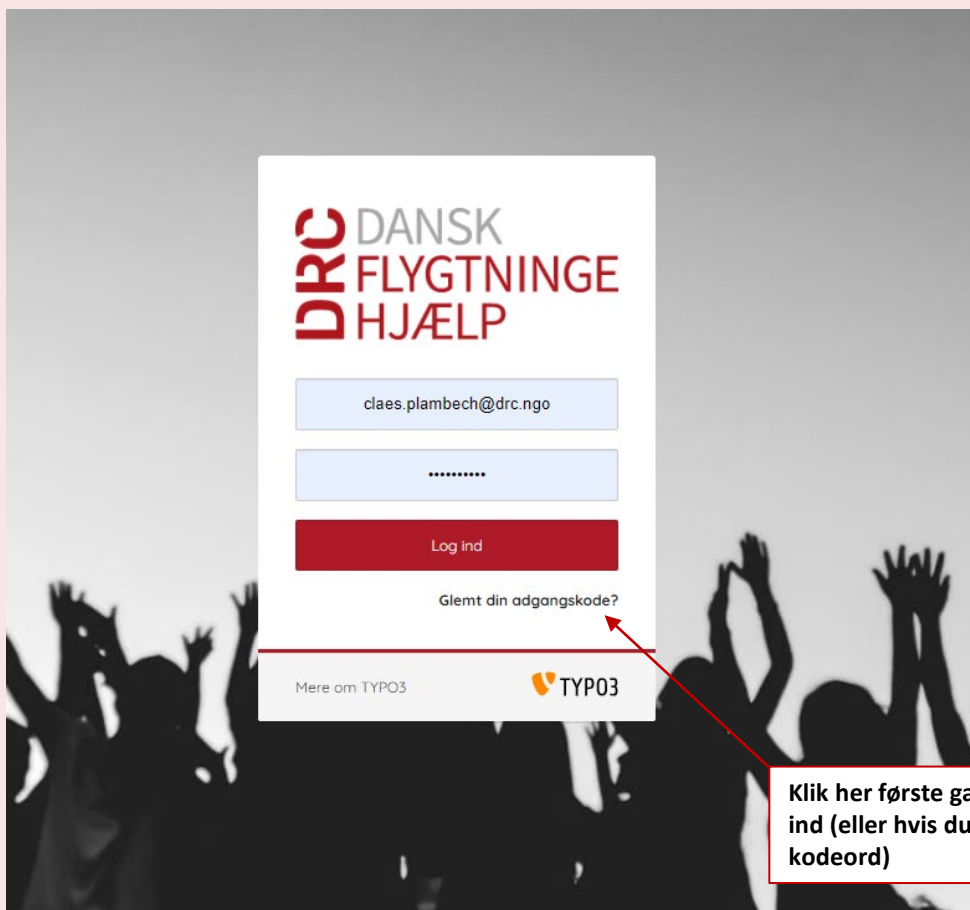 DRC DANSK
FLYGTNINGE
HJÆLP
claes.plambech@drc.ngo
••••••••••
Log ind
Glemt din adgangskode?
Mere om TYPO3
TYPO3
Klik her første
ind (eller hvis du
kodeord)